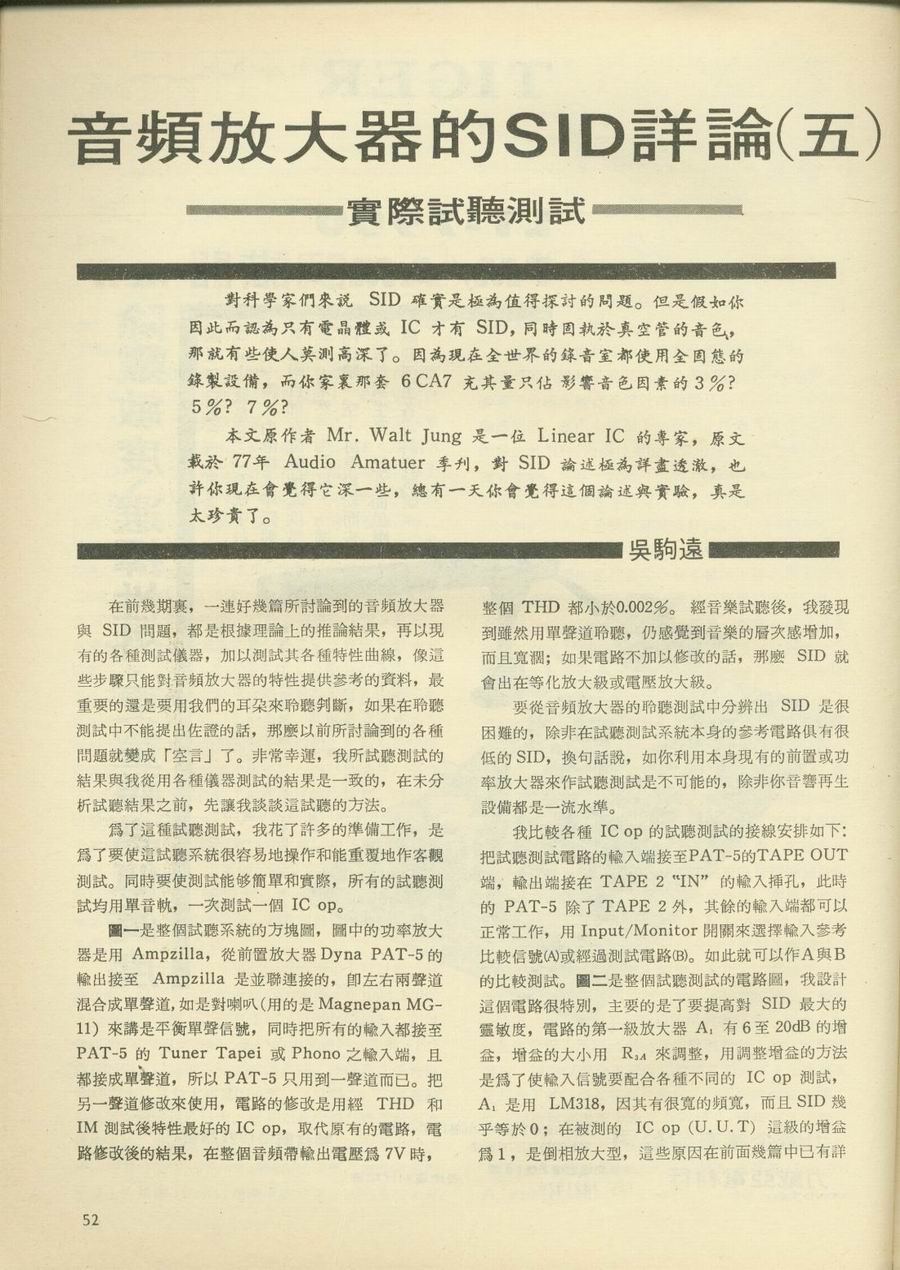 音頻放大器的SID詳論(五)
實際試聽測試
對科學家們來説 SID 確實是極為值得探討的問題。但是假如你
因此而認為只有電晶體或 IC 才有 SID, 同時固執於真空管的音色,
那就有些使人莫測高深了。因為現在全世界的錄音室都使用全固態的
錄製設備，而你家裏那套 6CA7 充其量只佔影響音色因素的 3%?
5%? 7%?
本文原作者 Mr. Walt Jung 是一位 Linear IC 的專家，原文
載於 77年 Audio Amatuer 季刊，對 SID 論述極為詳盡透澈，也
許你現在會覺得它深一些，總有一天你會覺得這個論述與實驗，真是
太珍貴了。
吳駒遠
在前幾期裏，一連好幾篇所討論到的音頻放大器
與 SID 問題，都是根據理論上的推論結果，再以現
有的各種測試儀器，加以測試其各種特性曲線，像這
些步驟只能對音頻放大器的特性提供參考的資料，最
重要的還是要用我們的耳朶來聆聽判斷，如果在聆聽
測試中不能提出佐證的話，那麼以前所討論到的各種
問題就變成「空言」了。非常幸運，我所試聽測試的
結果與我從用各種儀器測試的結果是一致的，在未分
析試聽結果之前，先讓我談談這試聽的方法。
爲了這種試聽測試，我花了許多的準備工作，是
爲了要使這試聽系統很容易地操作和能重覆地作客觀
測試。同時要使測試能够簡單和實際，所有的試聽測
試均用單音軌，一次測試一個 IC op。
圖一是整個試聽系統的方塊圖，圖中的功率放大
器是用 Ampzilla，從前置放大器 Dyna PAT-5 的
輸出接至 Ampzilla 是並聯連接的，卽左右兩聲道
混合成單聲道，如是對喇叭(用的是 Magnepan MG-
11) 來講是平衡單聲信號，同時把所有的輸入都接至
PAT-5 的 Tuner Tapei 或 Phono 之輸入端，且
都接成單聲道，所以 PAT-5 只用到一聲道而已。把
另一聲道修改來使用，電路的修改是用經 THD 和
IM 測試後特性最好的 IC op，取代原有的電路，電
路修改後的結果，在整個音頻帶輸出電壓爲 7V 時，
整個 THD 都小於0.002%。經音樂試聽後，我發現
到雖然用單聲道聆聽，仍感覺到音樂的層次感增加，
而且寬濶；如果電路不加以修改的話，那麼 SID 就
會出在等化放大級或電壓放大級。
要從音頻放大器的聆聽測試中分辨出 SID 是很
困難的，除非在試聽測試系統本身的參考電路俱有很
低的 SID，換句話說，如你利用本身現有的前置或功
率放大器來作試聽測試是不可能的，除非你音響再生
設備都是一流水準。
我比較各種 IC op 的試聽測試的接線安排如下:
把試聽測試電路的輸入端接至PAT-5的TAPE OUT
端，輸出端接在 TAPE 2 “IN” 的輸入揷孔，此時
的 PAT-5 除了 TAPE 2 外，其餘的輸入端都可以
正常工作，用 Input/Monitor 開關來選擇輸入參考
比較信號(A)或經過測試電路(B)。如此就可以作A與B
的比較測試。圖二是整個試聽測試的電路圖，我設計
這個電路很特別，主要的是了要提高對 SID 最大的
靈敏度，電路的第一級放大器 A₁ 有 6 至 20dB 的增
益，增益的大小用 R₃A 來調整，用調整增益的方法
是爲了使輸入信號要配合各種不同的 IC op 測試，
A₁ 是用 LM318，因其有很寬的頻寬，而且 SID 幾
乎等於 0；在被測的 IC op (U.U.T) 這級的增益
爲 1，是倒相放大型，這些原因在前面幾篇中已有詳
52